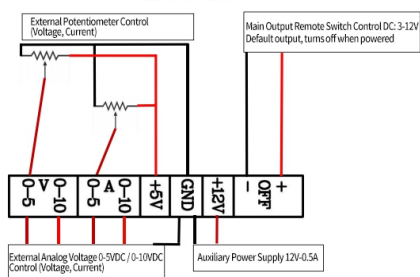 External Potentiometer Control
(Voltage, Current)
Main Output Remote Switch Control DC: 3-12V
Default output, turns off when powered
0-5
V
0-10
0-5
A
0-10
+5V
GND
+12V
-
OFF
+
External Analog Voltage 0-5VDC / 0-10VDC
Control (Voltage, Current)
Auxiliary Power Supply 12V-0.5A